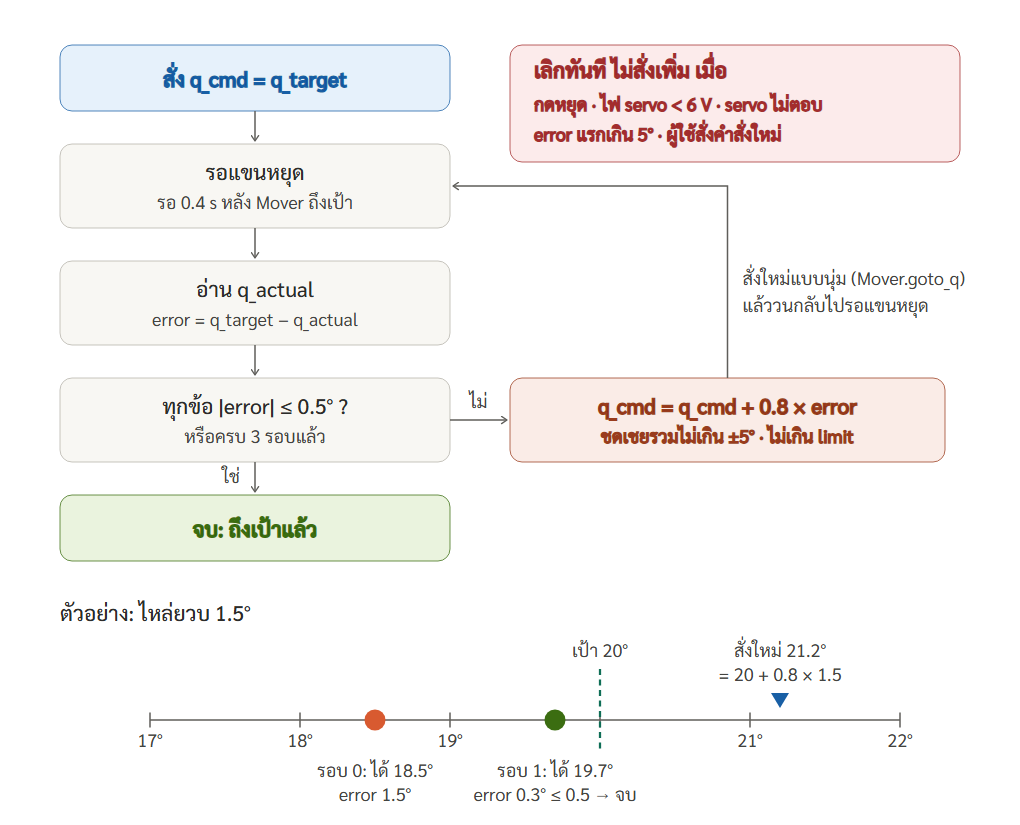 สั่ง q_cmd = q_target
เลิกทันที ไม่สั่งเพิ่ม เมื่อ
กดหยุด · ไฟ servo < 6 V · servo ไม่ตอบ
error แรกเกิน 5° · ผู้ใช้สั่งคำสั่งใหม่
รอแขนหยุด
รอ 0.4 s หลัง Mover ถึงเป้า
อ่าน q_actual
error = q_target − q_actual
สั่งใหม่แบบนุ่ม (Mover.goto_q)
แล้ววนกลับไปรอแขนหยุด
ทุกข้อ |error| ≤ 0.5° ?
หรือครบ 3 รอบแล้ว
ไม่
q_cmd = q_cmd + 0.8 × error
ชดเชยรวมไม่เกิน ±5° · ไม่เกิน limit
ใช่
จบ: ถึงเป้าแล้ว
ตัวอย่าง: ไหล่ยวบ 1.5°
เป้า 20°
สั่งใหม่ 21.2°
= 20 + 0.8 × 1.5
17°
18°
19°
21°
22°
รอบ 0: ได้ 18.5°
error 1.5°
รอบ 1: ได้ 19.7°
error 0.3° ≤ 0.5 → จบ